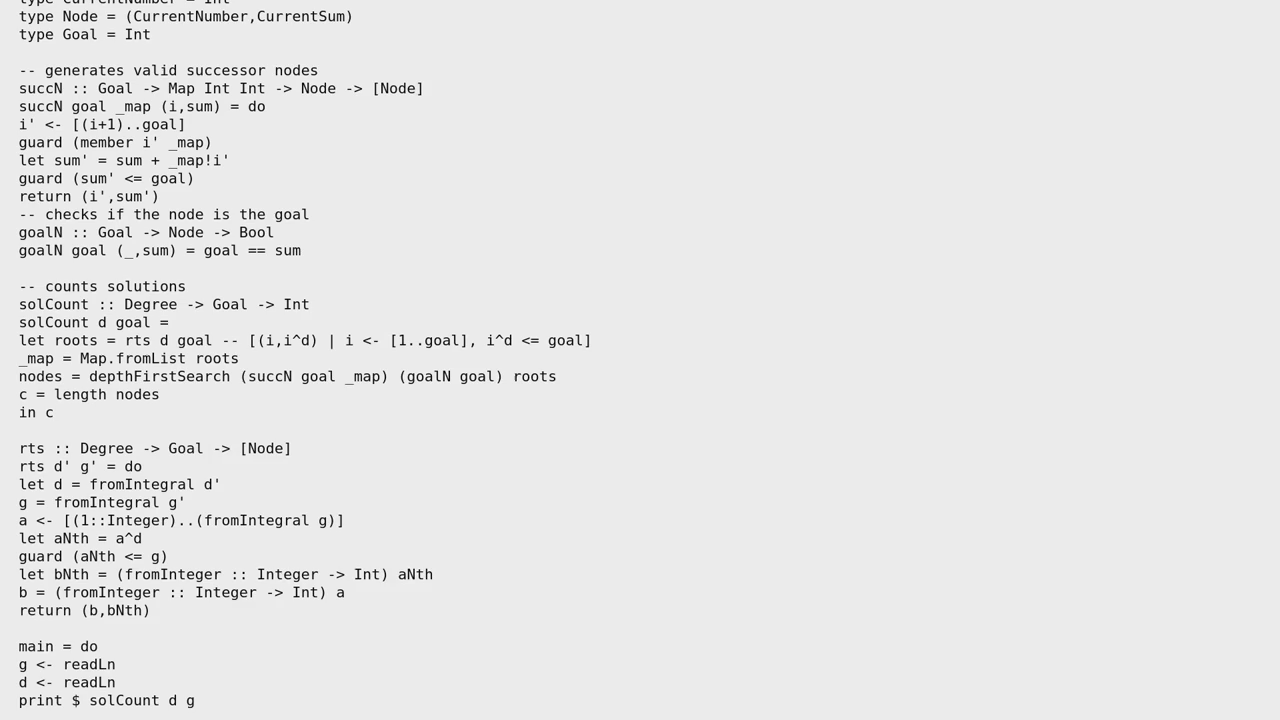 type CurrentNumber = Int
type Node = (CurrentNumber,CurrentSum)
type Goal = Int
-- generates valid successor nodes
succN :: Goal -> Map Int Int -> Node -> [Node]
succN goal _map (i,sum) = do
i' <- [(i+1)..goal]
guard (member i' _map)
let sum' = sum + _map!i'
guard (sum' <= goal)
return (i',sum')
-- checks if the node is the goal
goalN :: Goal -> Node -> Bool
goalN goal (_,sum) = goal == sum
-- counts solutions
solCount :: Degree -> Goal -> Int
solCount d goal =
let roots = rts d goal -- [(i,i^d) | i <- [1..goal], i^d <= goal]
_map = Map.fromList roots
nodes = depthFirstSearch (succN goal _map) (goalN goal) roots
c = length nodes
in c
rts :: Degree -> Goal -> [Node]
rts d' g' = do
let d = fromIntegral d'
g = fromIntegral g'
a <- [(1::Integer)..(fromIntegral g)]
let aNth = a^d
guard (aNth <= g)
let bNth = (fromInteger :: Integer -> Int) aNth
b = (fromInteger :: Integer -> Int) a
return (b,bNth)
main = do
g <- readLn
d <- readLn
print $ solCount d g